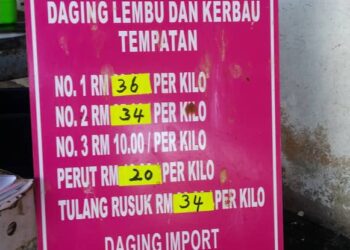 DAGING LEMBU DAN KERBAU
TEMPATAN
NO. 1 RM 36 PER KILO
NO. 2 RM 34 PER KILO
NO. 3 RM 10.00 / PER KILO
PERUT RM 20 PER KILO
TULANG RUSUK RM 34 PER KILO
DAGING IMPORT